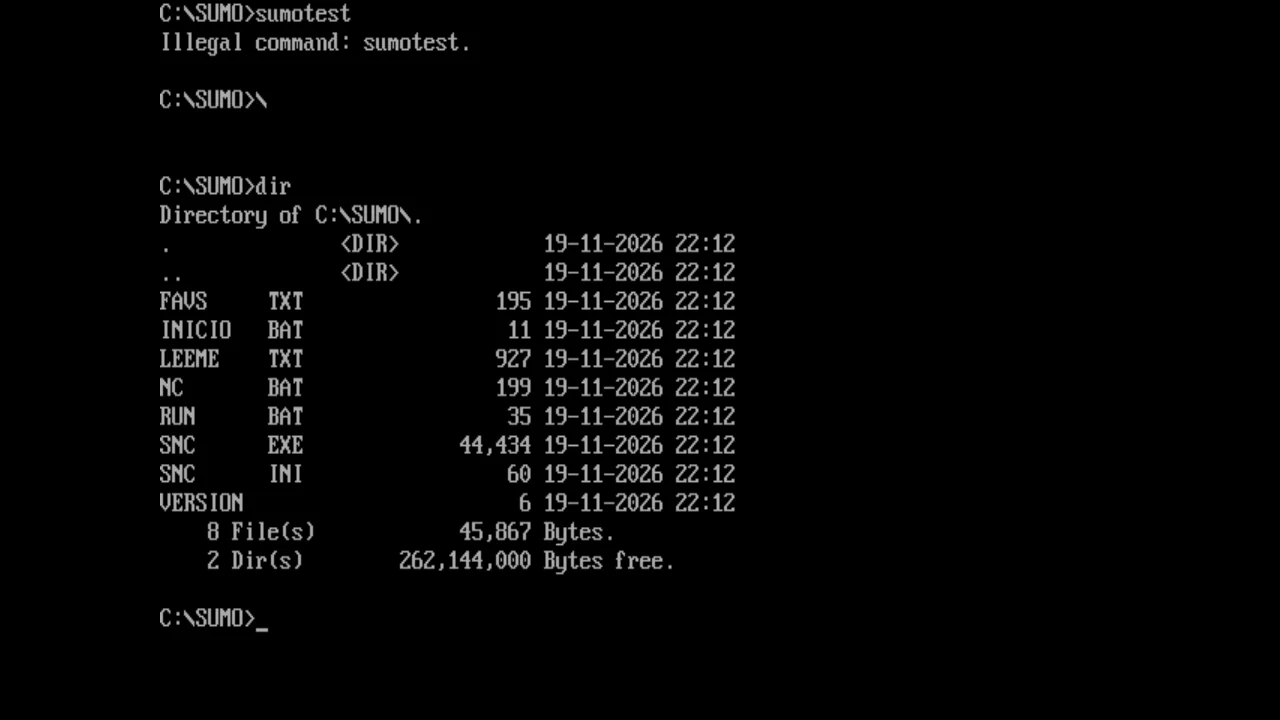 C:\SUMO>sumotest
Illegal command: sumotest.
C:\SUMO>\
C:\SUMO>dir
Directory of C:\SUMO\.
. <DIR> 19-11-2026 22:12
.. <DIR> 19-11-2026 22:12
FAVS TXT 195 19-11-2026 22:12
INICIO BAT 11 19-11-2026 22:12
LEEME TXT 927 19-11-2026 22:12
NC BAT 199 19-11-2026 22:12
RUN BAT 35 19-11-2026 22:12
SNC EXE 44,434 19-11-2026 22:12
SNC INI 60 19-11-2026 22:12
VERSION 6 19-11-2026 22:12
8 File(s) 45,867 Bytes.
2 Dir(s) 262,144,000 Bytes free.
C:\SUMO>_